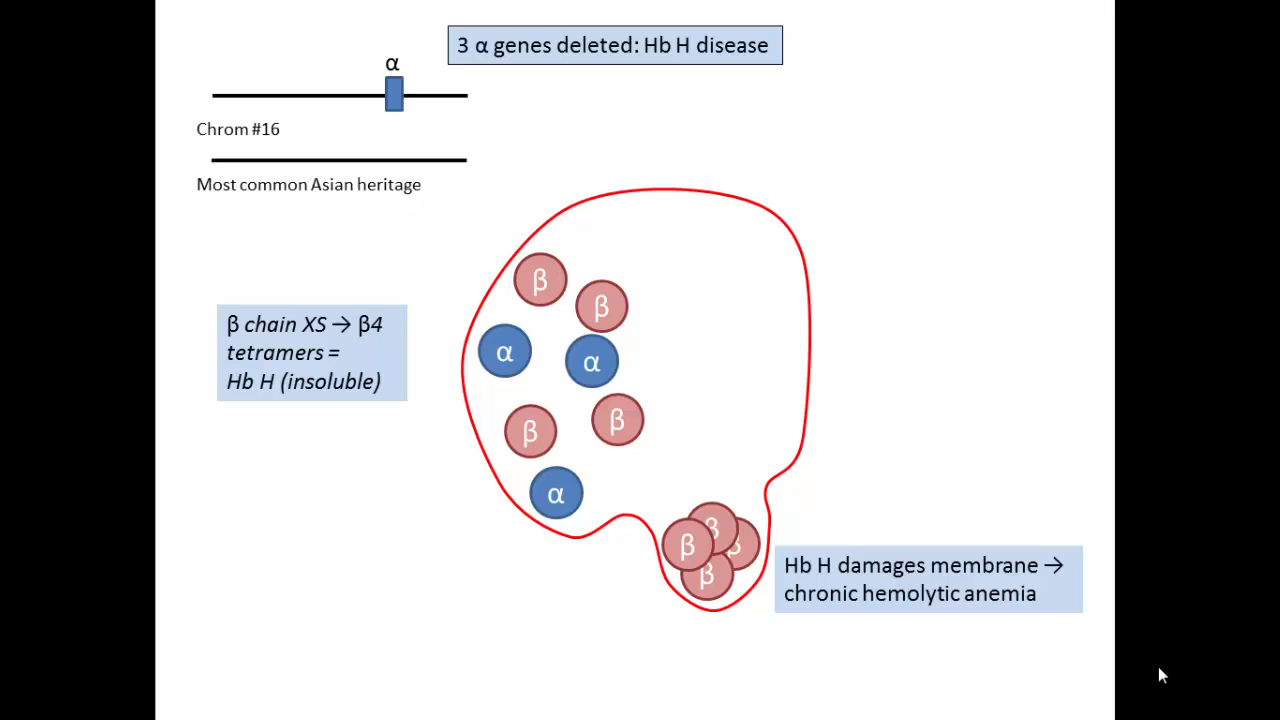 3 α genes deleted: Hb H disease
α
Chrom #16
Most common Asian heritage
β
β
β chain XS → β4
tetramers =
Hb H (insoluble)
α
α
β
β
α
β
β
β
β
Hb H damages membrane →
chronic hemolytic anemia